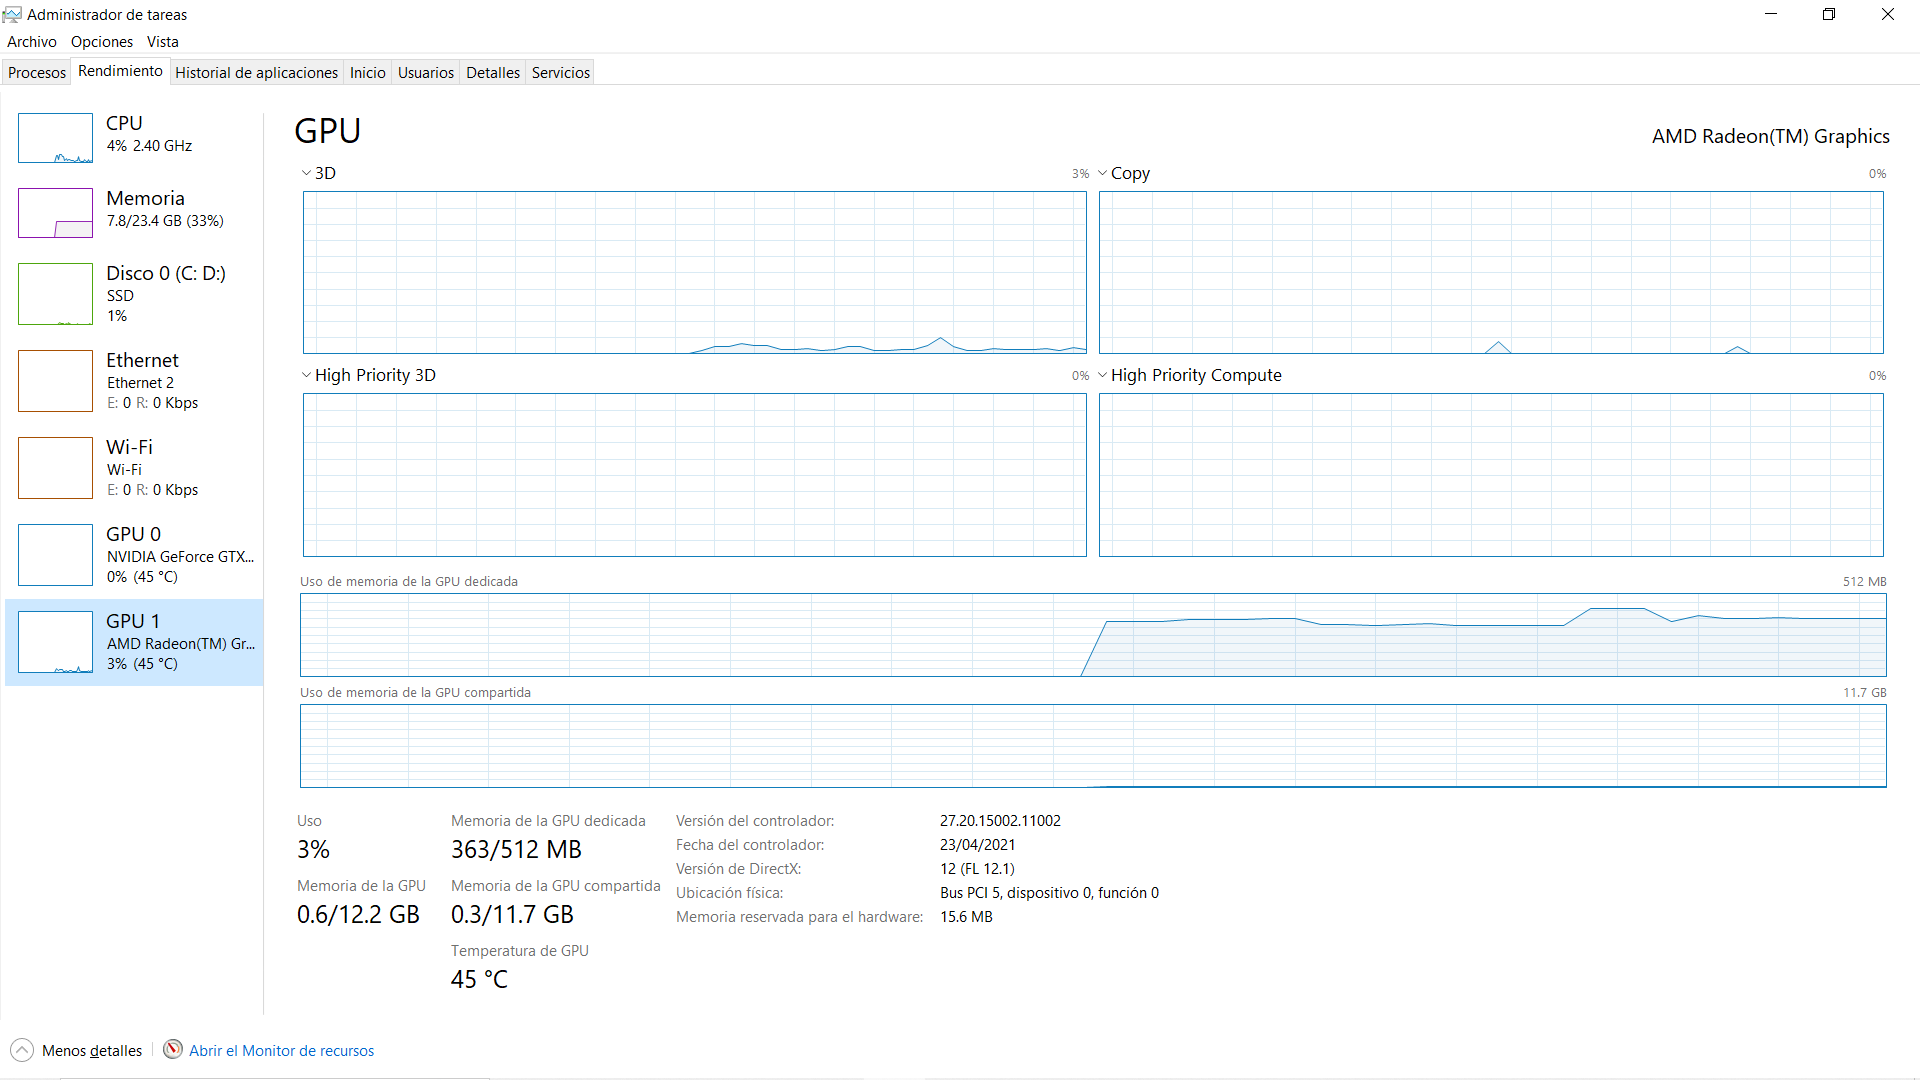 Administrador de tareas
Archivo Opciones Vista
Procesos Rendimiento Historial de aplicaciones Inicio Usuarios Detalles Servicios
CPU
4% 2.40 GHz
Memoria
7.8/23.4 GB (33%)
Disco 0 (C: D:)
SSD
1%
Ethernet
Ethernet 2
E: 0 R: 0 Kbps
Wi-Fi
Wi-Fi
E: 0 R: 0 Kbps
GPU 0
NVIDIA GeForce GTX...
0% (45 °C)
GPU 1
AMD Radeon(TM) Gr...
3% (45 °C)
GPU
AMD Radeon(TM) Graphics
3D 3%
Copy 0%
High Priority 3D 0%
High Priority Compute 0%
Uso de memoria de la GPU dedicada 512 MB
Uso de memoria de la GPU compartida 11.7 GB
Uso
3%
Memoria de la GPU dedicada
363/512 MB
Memoria de la GPU
0.6/12.2 GB
Memoria de la GPU compartida
0.3/11.7 GB
Temperatura de GPU
45 °C
Versión del controlador: 27.20.15002.11002
Fecha del controlador: 23/04/2021
Versión de DirectX: 12 (FL 12.1)
Ubicación física: Bus PCI 5, dispositivo 0, función 0
Memoria reservada para el hardware: 15.6 MB
Menos detalles Abrir el Monitor de recursos